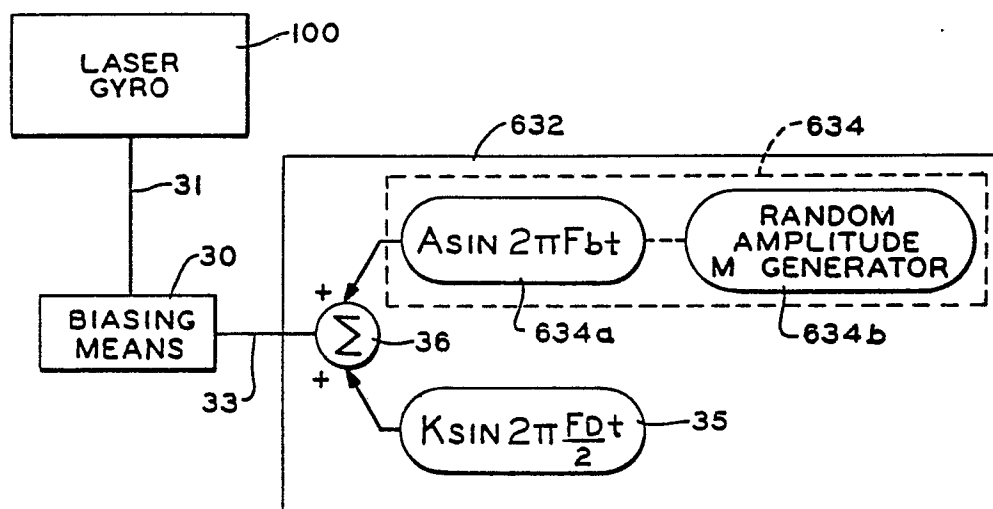 100
LASER
GYRO
632
634
31
A SIN 2πFbt
RANDOM
AMPLITUDE
M GENERATOR
30
BIASING
MEANS
+
Σ
36
634a
634b
+
33
K SIN 2π FD/2 t
35